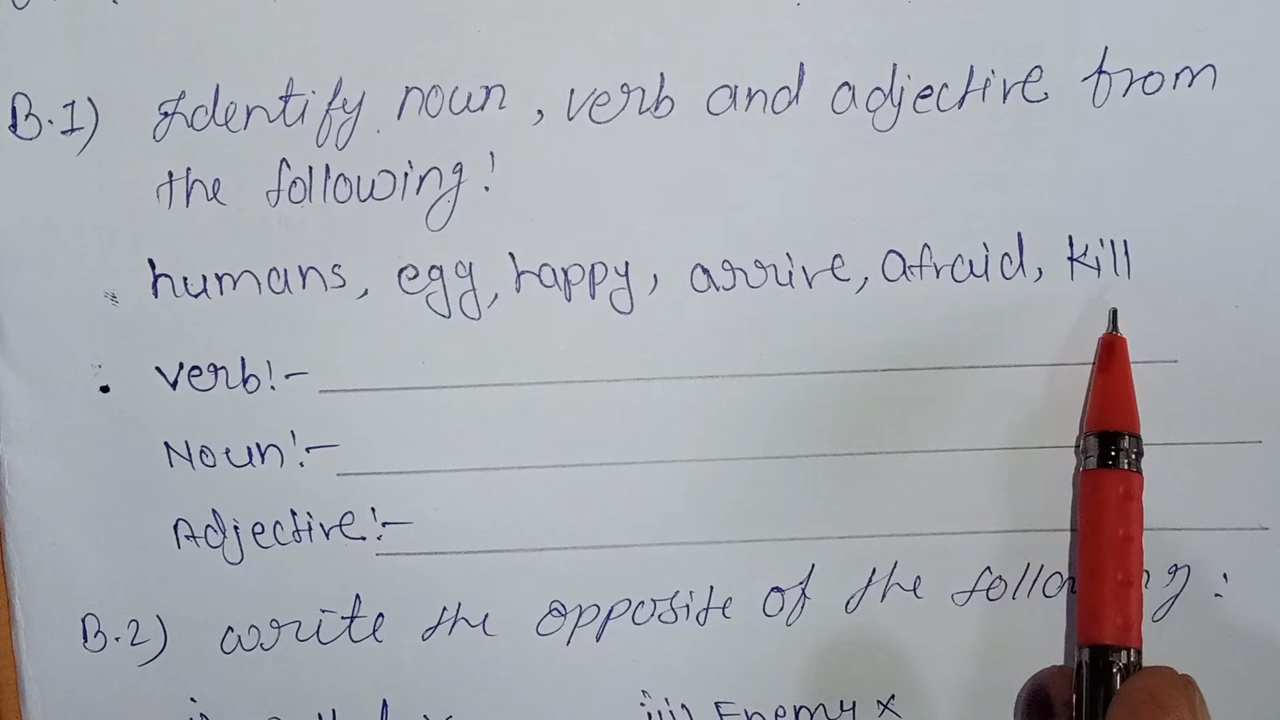 B.1) Identify noun, verb and adjective from
the following!
humans, egg, happy, arrive, afraid, kill
Verb!-
Noun!-
Adjective!-
B.2) Write the opposite of the following:
iii) Enemy x